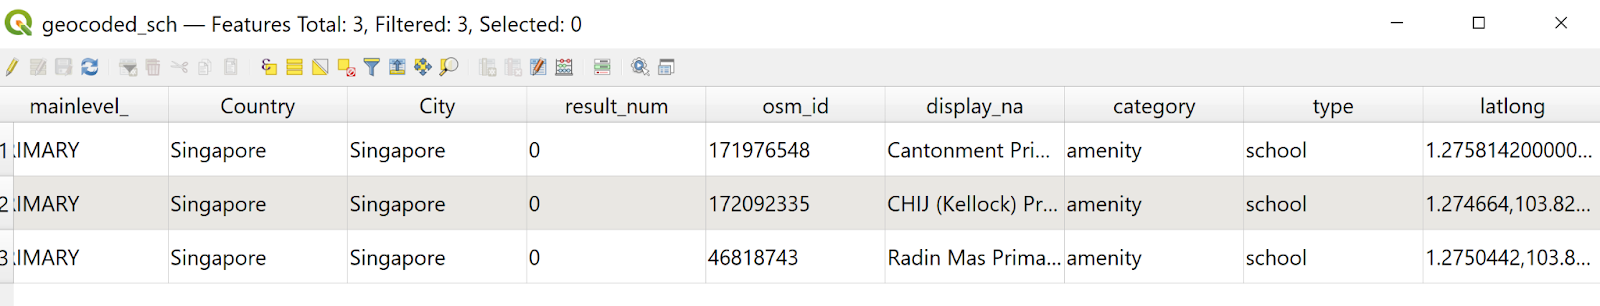 geocoded_sch — Features Total: 3, Filtered: 3, Selected: 0
mainlevel_ Country City result_num osm_id display_na category type latlong
1 IMARY Singapore Singapore 0 171976548 Cantonment Pri... amenity school 1.275814200000...
2 IMARY Singapore Singapore 0 172092335 CHIJ (Kellock) Pr... amenity school 1.274664,103.82...
3 IMARY Singapore Singapore 0 46818743 Radin Mas Prima... amenity school 1.2750442,103.8...